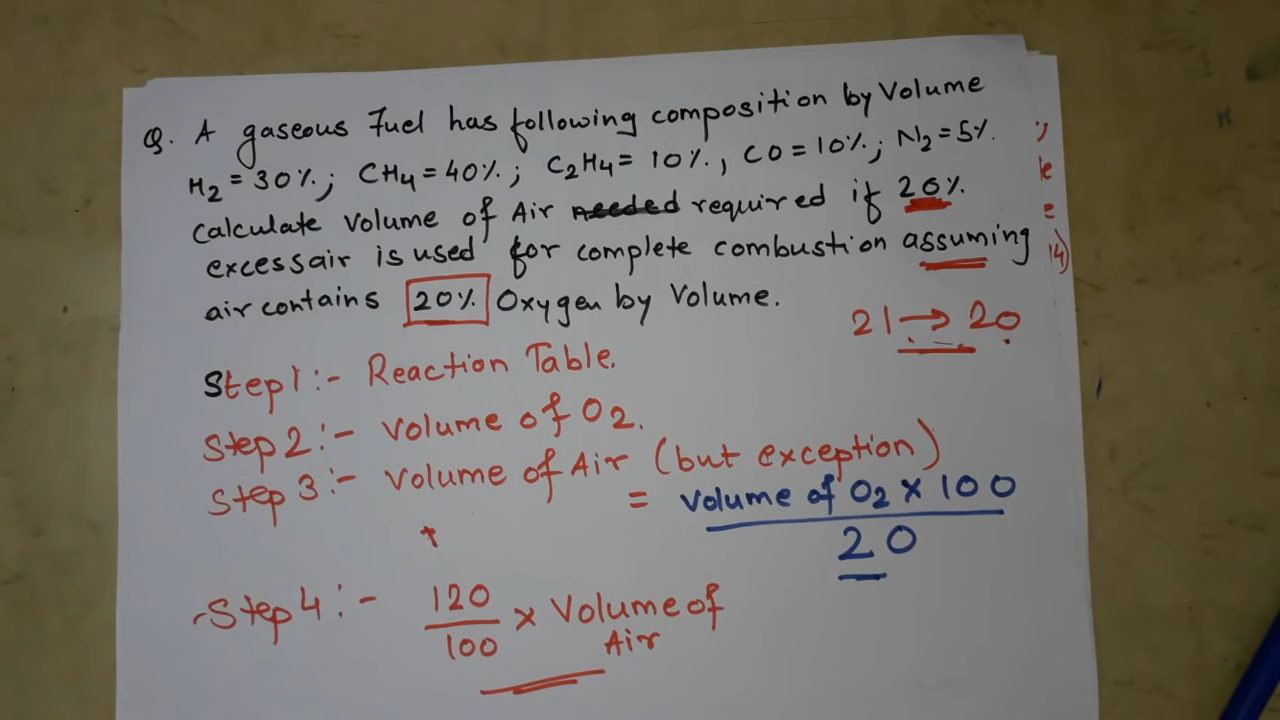 Q. A gaseous Fuel has following composition by Volume
H2 = 30%; CH4 = 40%; C2H4 = 10%, CO = 10%; N2 = 5%.
calculate Volume of Air needed required if 20%
excess air is used for complete combustion assuming
air contains 20% Oxygen by Volume.
21 → 20
Step 1 :- Reaction Table.
Step 2 :- Volume of O2.
Step 3 :- Volume of Air (but exception)
= Volume of O2 × 100
20
Step 4 :- 120
100
× Volume of
Air
le
e
14)